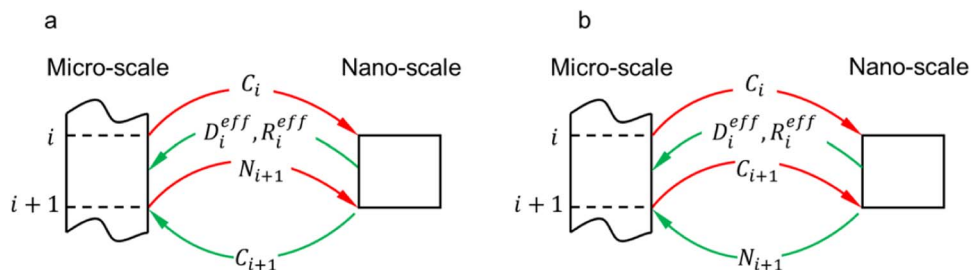 a
Micro-scale
Nano-scale
C_i
i
D_i^{eff}, R_i^{eff}
N_{i+1}
i + 1
C_{i+1}
b
Micro-scale
Nano-scale
C_i
i
D_i^{eff}, R_i^{eff}
C_{i+1}
i + 1
N_{i+1}